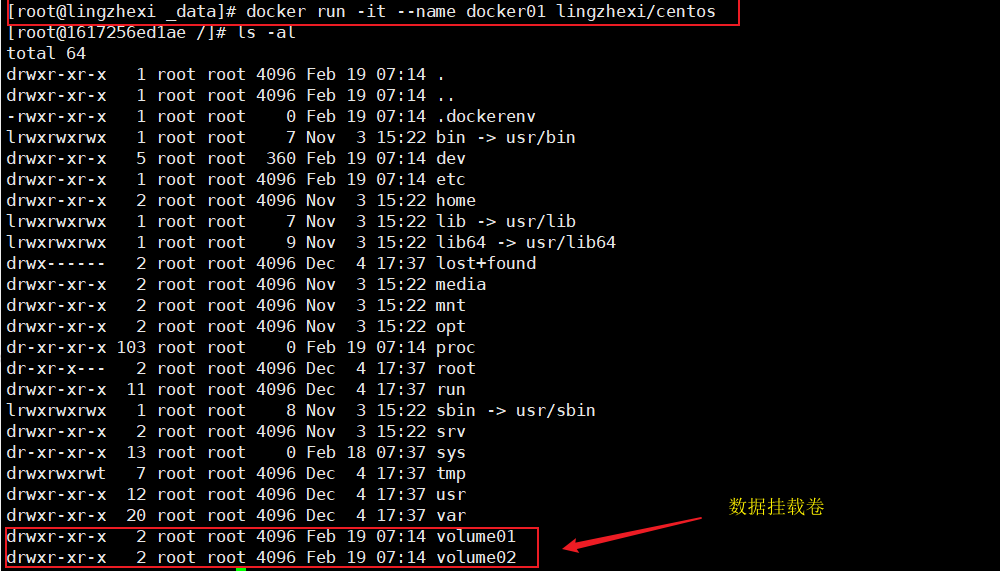 [root@lingzhexi _data]# docker run -it --name docker01 lingzhexi/centos
[root@1617256ed1ae /]# ls -al
total 64
drwxr-xr-x   1 root root 4096 Feb 19 07:14 .
drwxr-xr-x   1 root root 4096 Feb 19 07:14 ..
-rwxr-xr-x   1 root root    0 Feb 19 07:14 .dockerenv
lrwxrwxrwx   1 root root    7 Nov  3 15:22 bin -> usr/bin
drwxr-xr-x   5 root root  360 Feb 19 07:14 dev
drwxr-xr-x   1 root root 4096 Feb 19 07:14 etc
drwxr-xr-x   2 root root 4096 Nov  3 15:22 home
lrwxrwxrwx   1 root root    7 Nov  3 15:22 lib -> usr/lib
lrwxrwxrwx   1 root root    9 Nov  3 15:22 lib64 -> usr/lib64
drwx------   2 root root 4096 Dec  4 17:37 lost+found
drwxr-xr-x   2 root root 4096 Nov  3 15:22 media
drwxr-xr-x   2 root root 4096 Nov  3 15:22 mnt
drwxr-xr-x   2 root root 4096 Nov  3 15:22 opt
dr-xr-xr-x 103 root root    0 Feb 19 07:14 proc
dr-xr-x---   2 root root 4096 Dec  4 17:37 root
drwxr-xr-x  11 root root 4096 Dec  4 17:37 run
lrwxrwxrwx   1 root root    8 Nov  3 15:22 sbin -> usr/sbin
drwxr-xr-x   2 root root 4096 Nov  3 15:22 srv
dr-xr-xr-x  13 root root    0 Feb 18 07:37 sys
drwxrwxrwt   7 root root 4096 Dec  4 17:37 tmp
drwxr-xr-x  12 root root 4096 Dec  4 17:37 usr
drwxr-xr-x  20 root root 4096 Dec  4 17:37 var
数据挂载卷
drwxr-xr-x   2 root root 4096 Feb 19 07:14 volume01
drwxr-xr-x   2 root root 4096 Feb 19 07:14 volume02